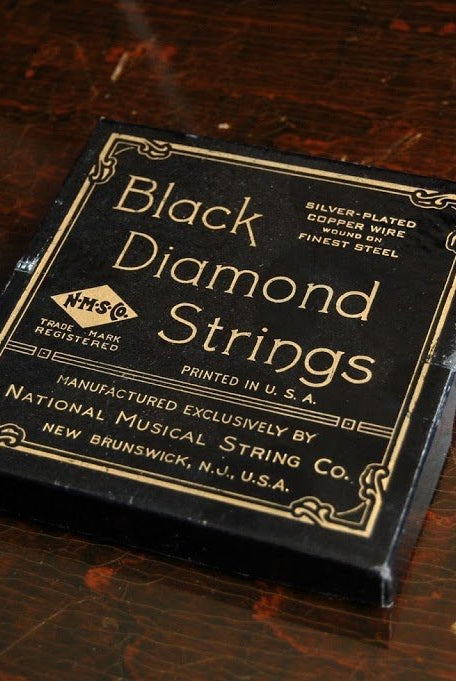 Black
Diamond
Strings
SILVER-PLATED
COPPER WIRE
WOUND ON
FINEST STEEL
N·M·S·Co.
TRADE MARK
REGISTERED
PRINTED IN U. S. A.
MANUFACTURED EXCLUSIVELY BY
NATIONAL MUSICAL STRING CO.
NEW BRUNSWICK, N.J., U.S.A.